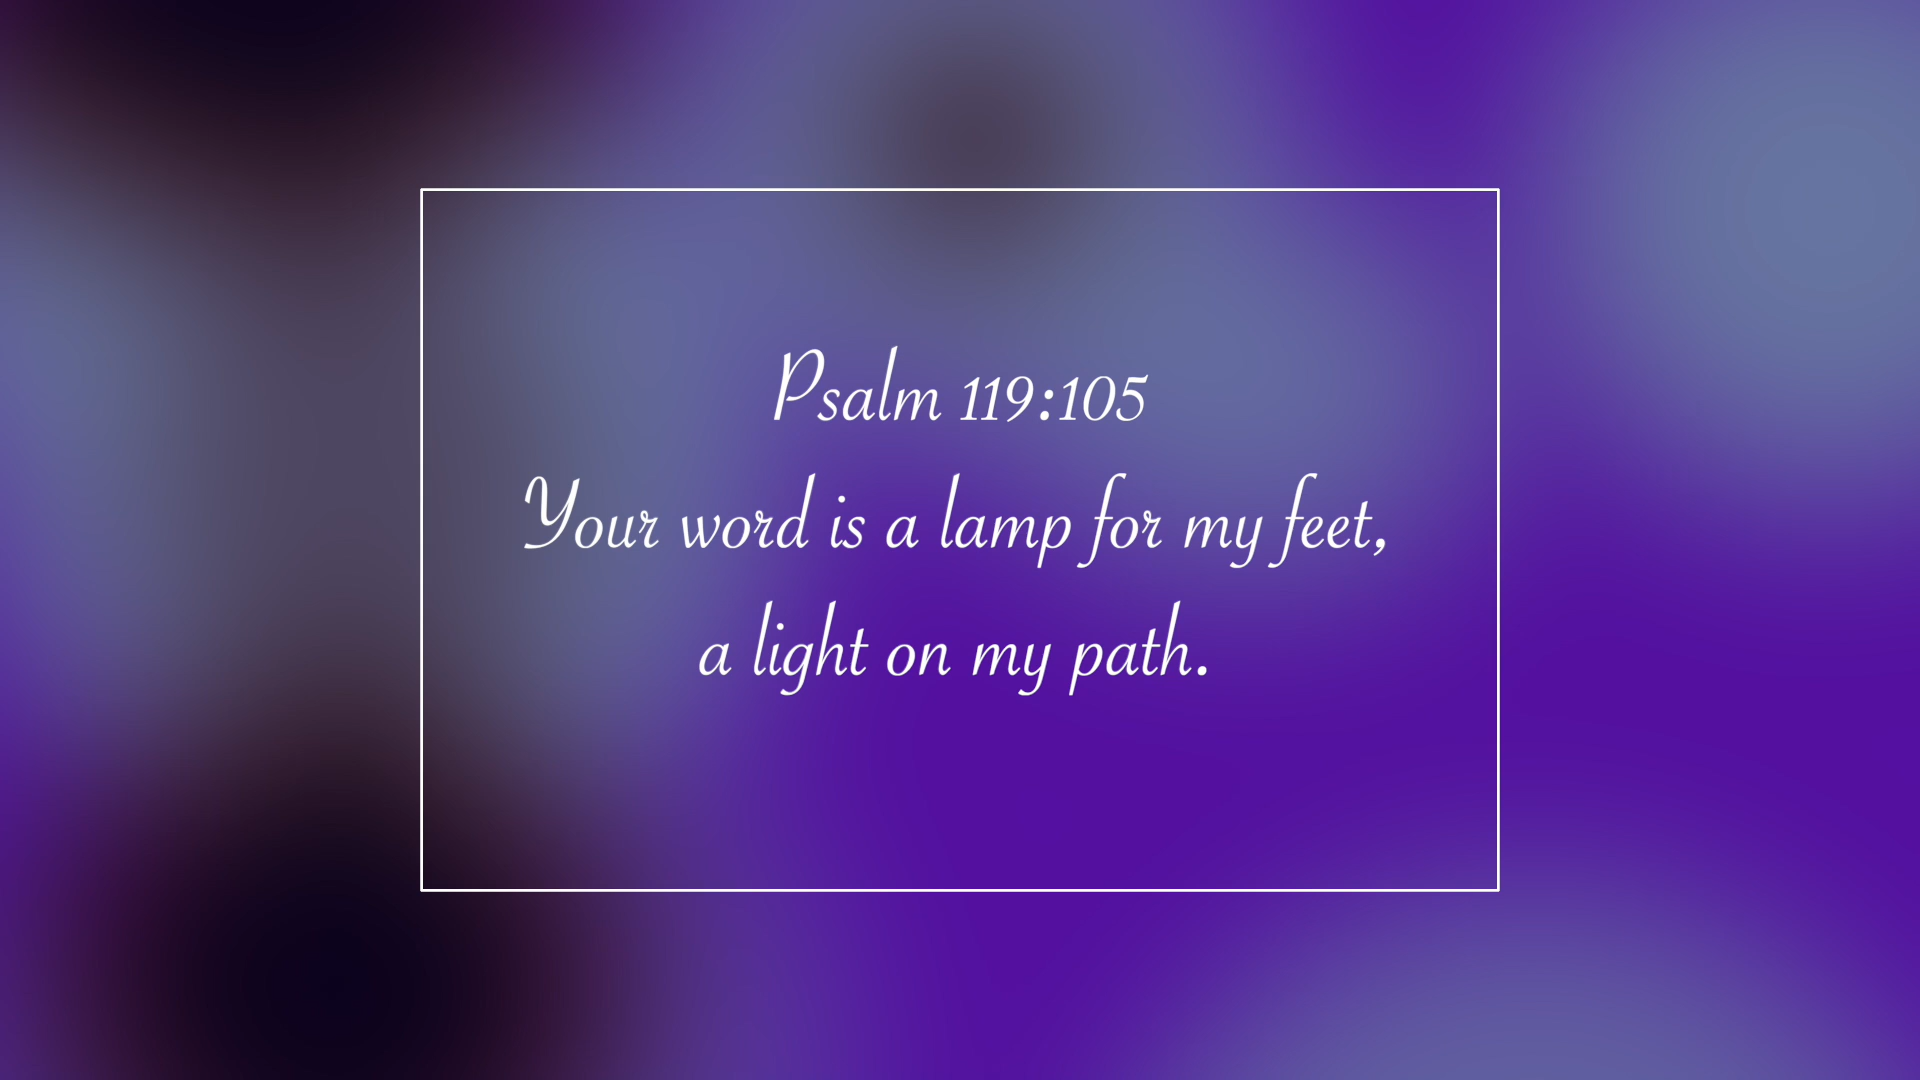 Psalm 119:105
Your word is a lamp for my feet,
a light on my path.